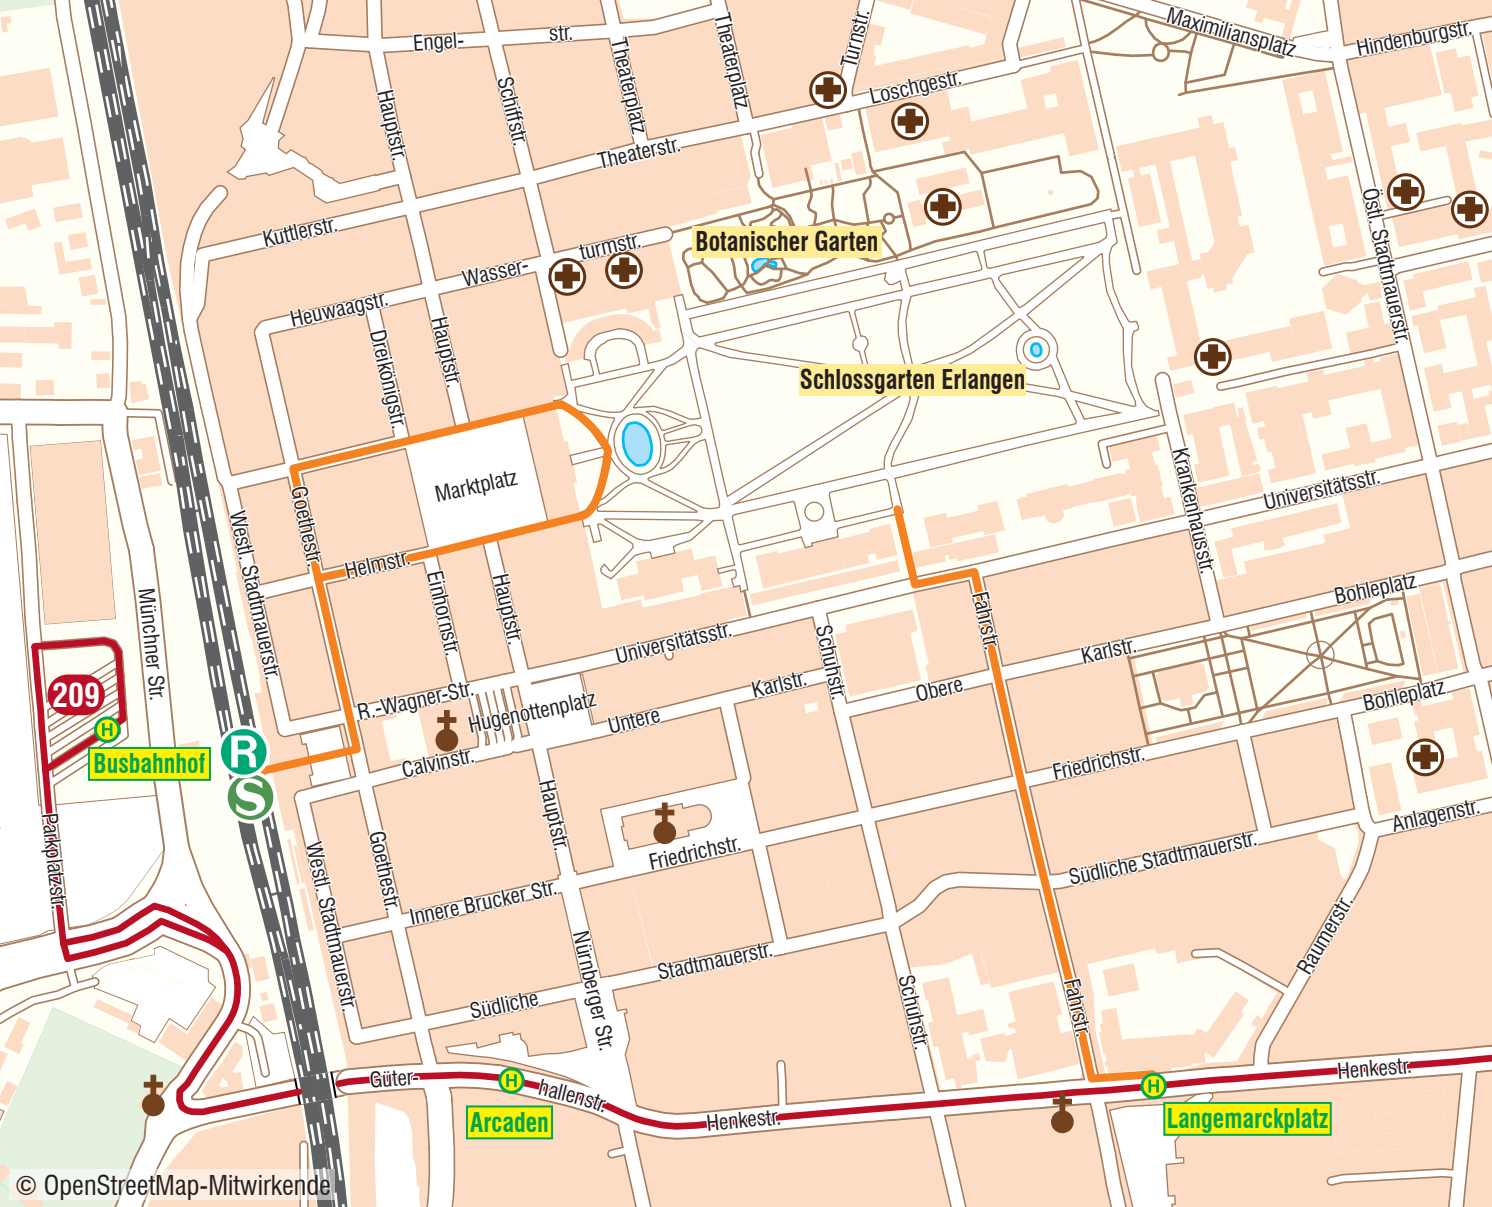 Maximiliansplatz
Hindenburgstr.
Engel-
str.
Theaterplatz
Theaterplatz
Turnstr.
Loschgestr.
Hauptstr.
Schiffstr.
Theaterstr.
Kuttlerstr.
Wasser-
turmstr.
Botanischer Garten
Östl. Stadtmauerstr.
Heuwaagstr.
Dreikönigstr.
Hauptstr.
Schlossgarten Erlangen
Marktplatz
Goethestr.
Westl. Stadtmauerstr.
Helmstr.
Einhornstr.
Hauptstr.
Krankenhausstr.
Universitätsstr.
Münchner Str.
Universitätsstr.
Schuhstr.
Fahrstr.
Karlstr.
Bohleplatz
Bohleplatz
209
H
Busbahnhof
R
S
R.-Wagner-Str.
Hugenottenplatz
Calvinstr.
Untere
Karlstr.
Obere
Friedrichstr.
Parkplatzstr.
Westl. Stadtmauerstr.
Goethestr.
Hauptstr.
Friedrichstr.
Innere Brucker Str.
Südliche Stadtmauerstr.
Anlagenstr.
Raumerstr.
Nürnberger Str.
Südliche
Stadtmauerstr.
Schuhstr.
Fahrstr.
Güter-
H
hallenstr.
Arcaden
Henkestr.
H
Langemarckplatz
Henkestr.
© OpenStreetMap-Mitwirkende